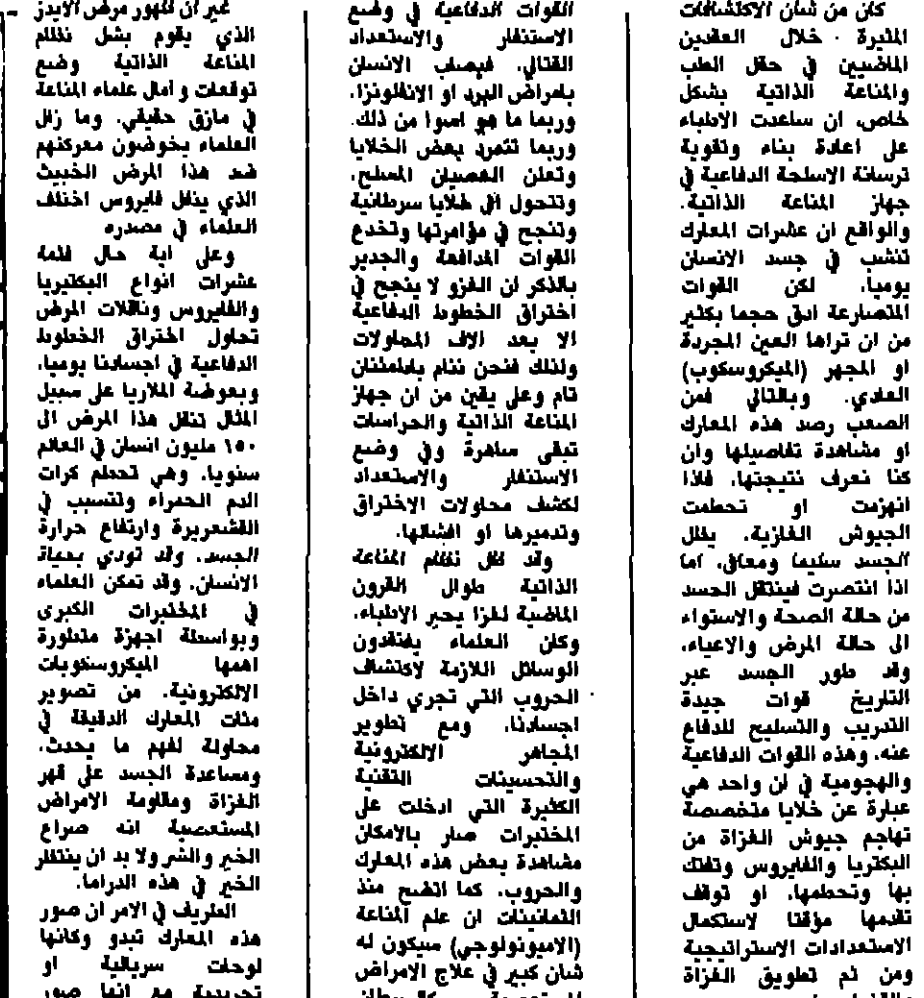 كان من شان الاكتشافات
المثيرة خلال العقدين
الماضيين في حقل الطب
والمناعة الذاتية بشكل
خاص، ان ساعدت الاطباء
على اعادة بناء وتقوية
ترسانة الاسلحة الدفاعية في
جهاز المناعة الذاتية.
والواقع ان عشرات المعارك
تنشب في جسد الانسان
يوميا، لكن القوات
المتصارعة ادق حجما بكثير
من ان تراها العين المجردة
او المجهر (الميكروسكوب)
العادي. وبالتالي فمن
الصعب رصد هذه المعارك
او مشاهدة تفاصيلها وان
كنا نعرف نتيجتها، فاذا
انهزمت او تحطمت
الجيوش الغازية، يظل
الجسد سليما ومعافى، اما
اذا انتصرت فينتقل الجسد
من حالة الصحة والاستواء
الى حالة المرض والاعياء،
وقد طور الجسد عبر
التاريخ قوات جيدة
التدريب والتسليح للدفاع
عنه، وهذه القوات الدفاعية
والهجومية في ان واحد هي
عبارة عن خلايا متخصصة
تهاجم جيوش الغزاة من
البكتريا والفايروس وتفتك
بها وتحطمها، او توقف
تقدمها مؤقتا لاستكمال
الاستعدادات الاستراتيجية
ومن ثم تطويق الغزاة
القوات الدفاعية في وضع
الاستنفار والاستعداد
القتالي، فيصاب الانسان
بامراض البرد او الانفلونزا،
وربما ما هو اسوا من ذلك.
وربما تتمرد بعض الخلايا
وتعلن العصيان المسلح،
وتتحول الى خلايا سرطانية
وتنجح في مؤامرتها وتخدع
القوات المدافعة والجدير
بالذكر ان الغزو لا ينجح في
اختراق الخطوط الدفاعية
الا بعد الاف المحاولات
ولذلك فنحن ننام باطمئنان
تام وعلى يقين من ان جهاز
المناعة الذاتية والحراسات
تبقى ساهرة وفي وضع
الاستنفار والاستعداد
لكشف محاولات الاختراق
وتدميرها او افشالها.
وقد ظل نظام المناعة
الذاتية طوال القرون
الماضية لغزا يحير الاطباء،
وكان العلماء يفتقدون
الوسائل اللازمة لاكتشاف
الحروب التي تجري داخل
اجسادنا، ومع تطوير
المجاهر الالكترونية
والتحسينات التقنية
الكثيرة التي ادخلت على
المختبرات صار بالامكان
مشاهدة بعض هذه المعارك
والحروب، كما اتضح منذ
الثمانينات ان علم المناعة
(الاميونولوجي) سيكون له
شان كبير في علاج الامراض
غير ان ظهور مرض الايدز -
الذي يقوم بشل نظام
المناعة الذاتية وضع
توقعات و امال علماء المناعة
في مازق حقيقي، وما زال
العلماء يخوضون معركتهم
ضد هذا المرض الخبيث
الذي ينقله فايروس اختلف
العلماء في مصدره
وعلى اية حال فثمة
عشرات انواع البكتيريا
والفايروس وناقلات المرض
تحاول اختراق الخطوط
الدفاعية في اجسادنا يوميا،
وبعوضة الملاريا على سبيل
المثال تنقل هذا المرض الى
١٥٠ مليون انسان في العالم
سنويا، وهي تحطم كرات
الدم الحمراء وتتسبب في
القشعريرة وارتفاع حرارة
الجسد، وقد تودي بحياة
الانسان، وقد تمكن العلماء
في المختبرات الكبرى
وبواسطة اجهزة متطورة
اهمها الميكروسكوبات
الالكترونية، من تصوير
مئات المعارك الدقيقة في
محاولة لفهم ما يحدث،
ومساعدة الجسد على قهر
الغزاة ومقاومة الامراض
المستعصية انه صراع
الخير والشر ولا بد ان ينتظر
الخير في هذه الدراما.
الطريف في الامر ان صور
هذه المعارك تبدو وكانها
لوحات سريالية او
تجريدية مع انها صور